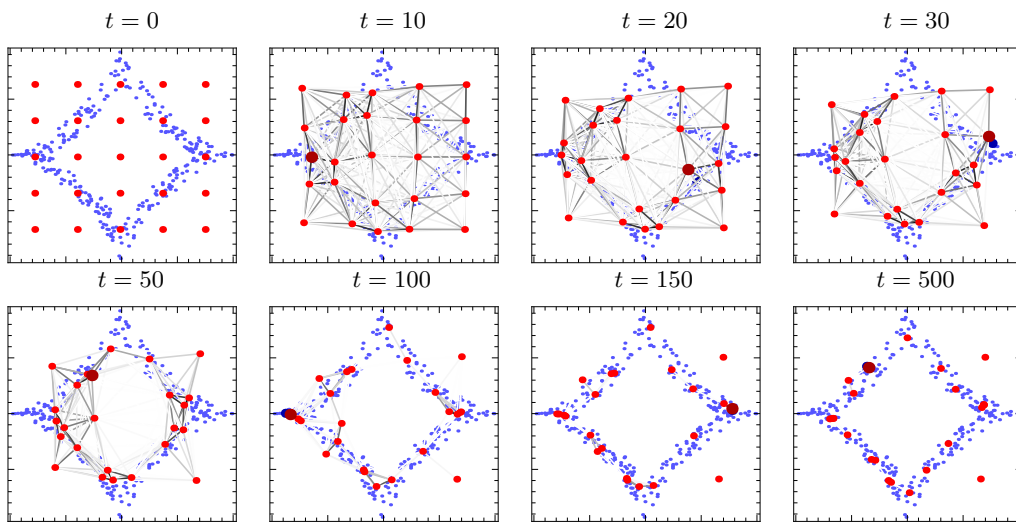 t = 0
t = 10
t = 20
t = 30
t = 50
t = 100
t = 150
t = 500